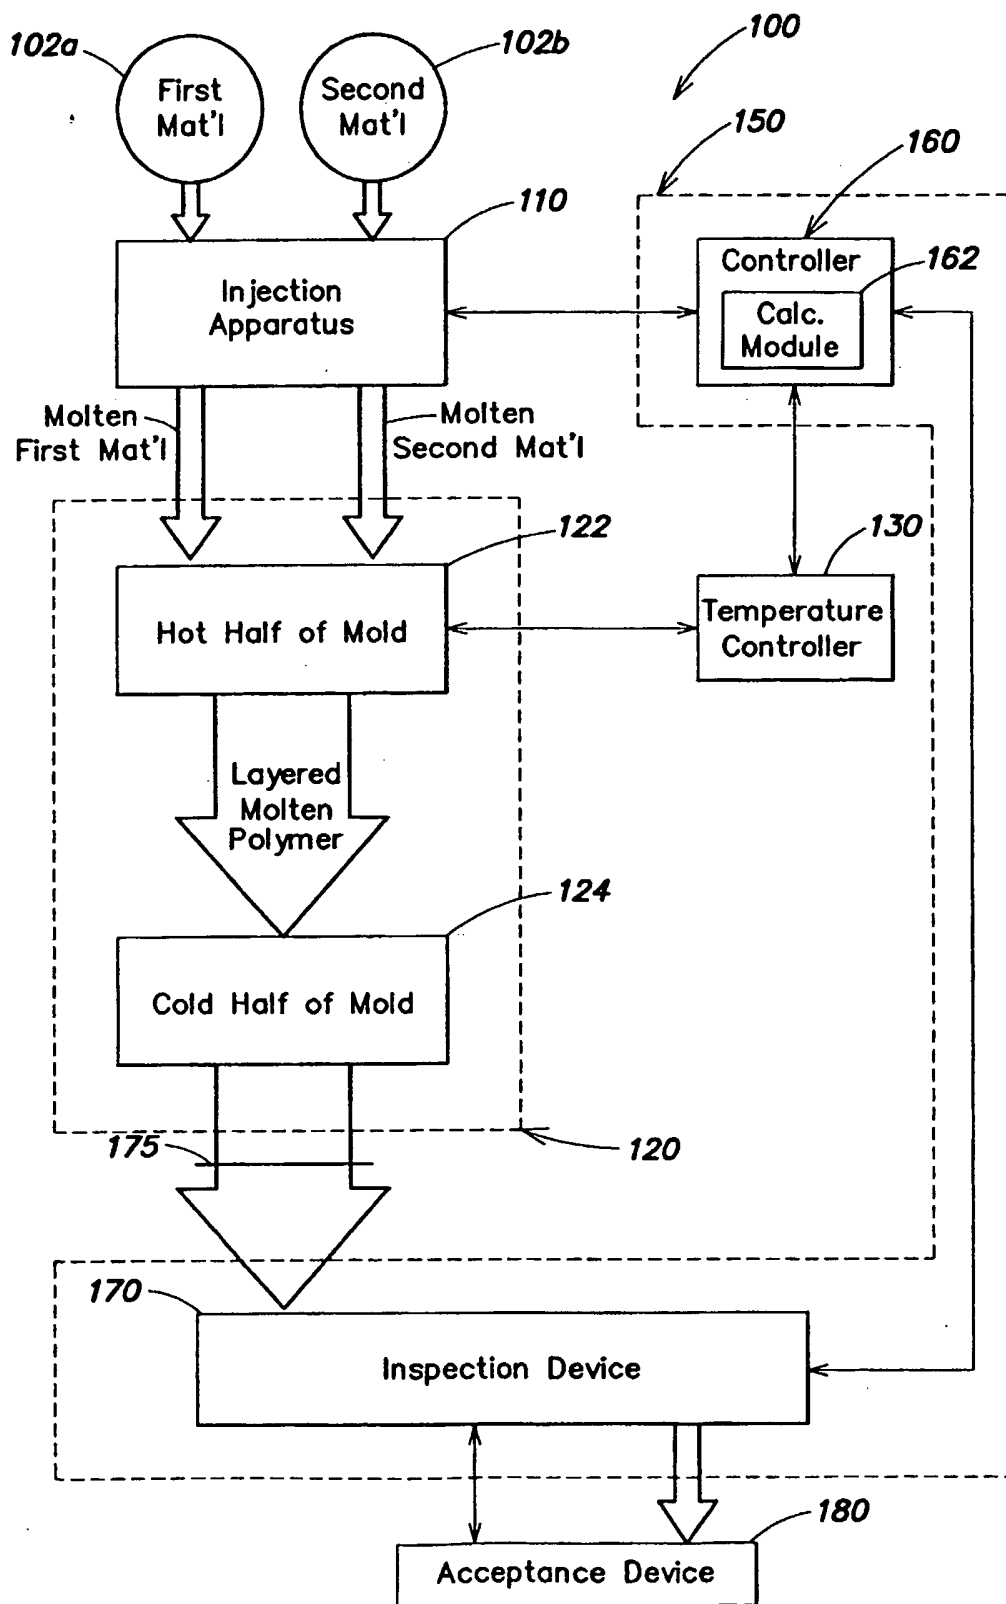 102a
102b
100
First
Mat'l
Second
Mat'l
150
160
110
Injection
Apparatus
Controller
162
Calc.
Module
Molten
First Mat'l
Molten
Second Mat'l
122
130
Hot Half of Mold
Temperature
Controller
Layered
Molten
Polymer
124
Cold Half of Mold
175
120
170
Inspection Device
180
Acceptance Device